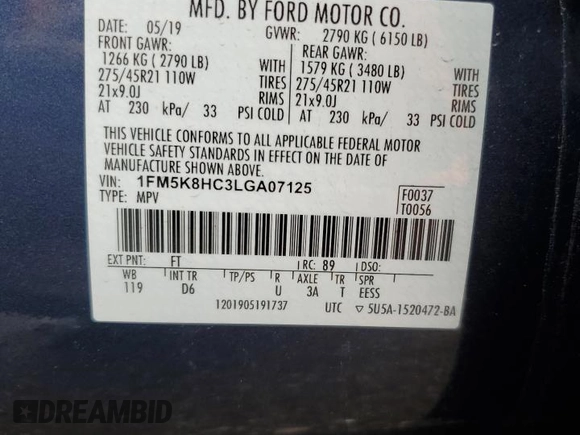 MFD. BY FORD MOTOR CO.
DATE: 05/19 GVWR: 2790 KG ( 6150 LB)
FRONT GAWR: REAR GAWR:
1266 KG ( 2790 LB) WITH 1579 KG ( 3480 LB) WITH
275/45R21 110W TIRES 275/45R21 110W TIRES
21x9.0J RIMS 21x9.0J RIMS
AT 230 kPa/ 33 PSI COLD AT 230 kPa/ 33 PSI COLD
THIS VEHICLE CONFORMS TO ALL APPLICABLE FEDERAL MOTOR
VEHICLE SAFETY STANDARDS IN EFFECT ON THE DATE OF
MANUFACTURE SHOWN ABOVE.
VIN: 1FM5K8HC3LGA07125 F0037
TYPE: MPV T0056
EXT PNT: FT RC: 89 DSO:
WB INT TR TP/PS R AXLE TR SPR
119 D6 U 3A T EESS
1201905191737 UTC ▽ 5U5A-1520472-BA
DREAMBID